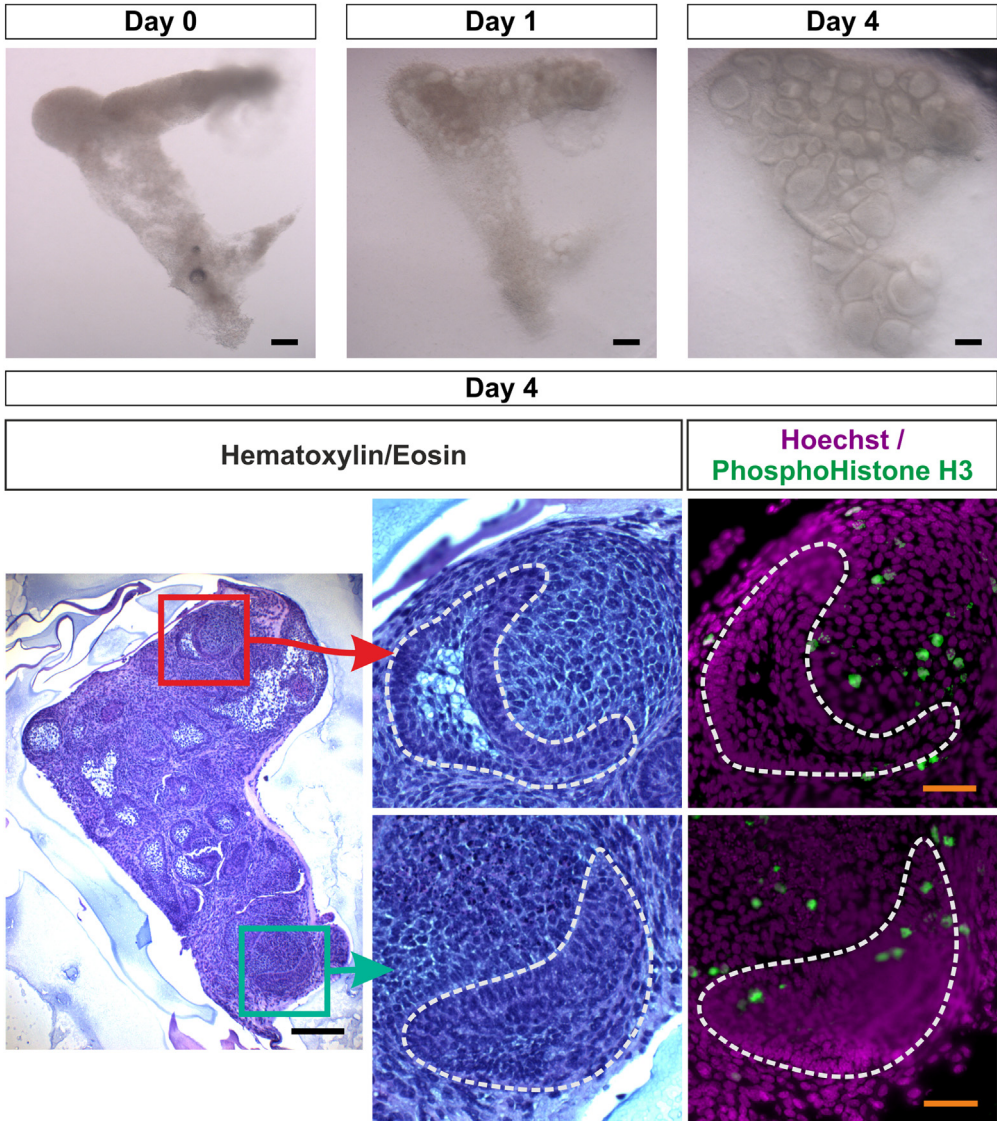 Day 0
Day 1
Day 4
Day 4
Hematoxylin/Eosin
Hoechst /
PhosphoHistone H3